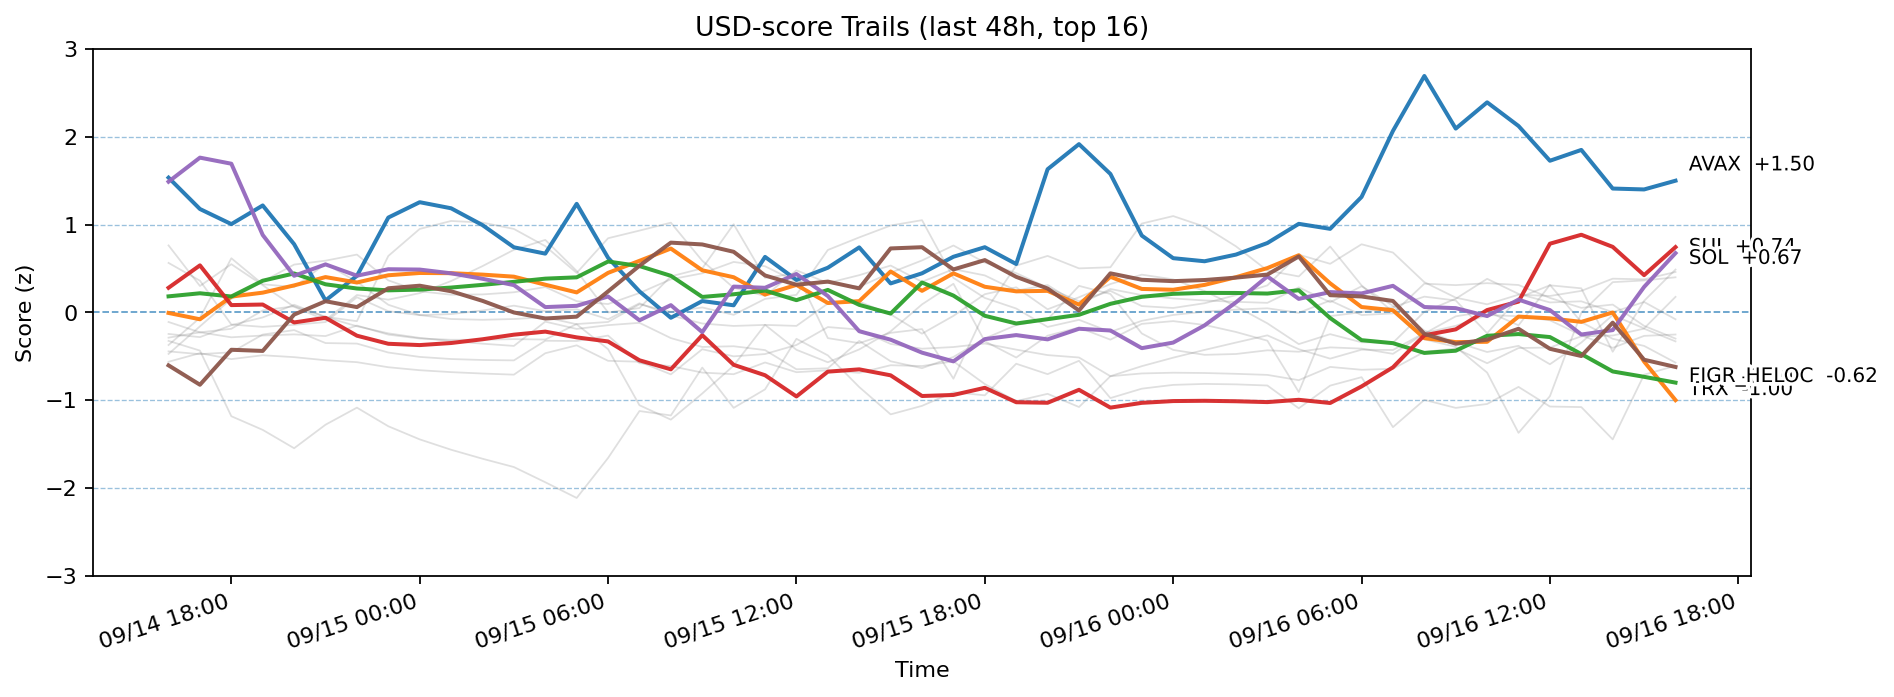 USD-score Trails (last 48h, top 16)
Score (z)
3
2
1
0
−1
−2
−3
AVAX +1.50
+0.74
SOL +0.67
FIGR_HELOC -0.62
TRX −1.00
09/14 18:00
09/15 00:00
09/15 06:00
09/15 12:00
09/15 18:00
09/16 00:00
09/16 06:00
09/16 12:00
09/16 18:00
Time